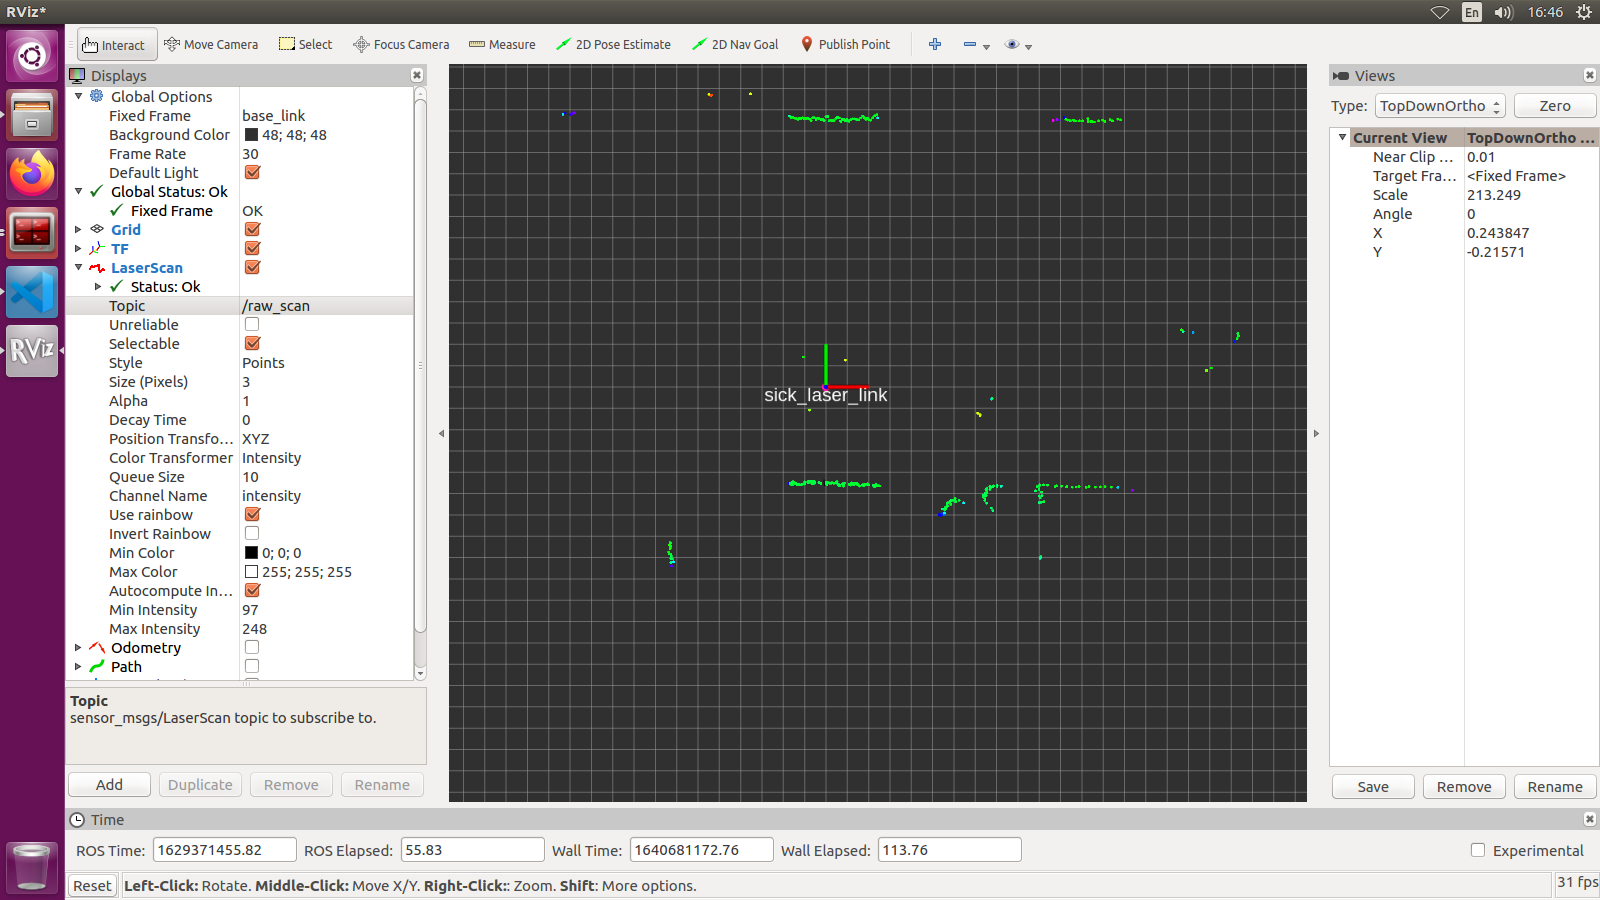 RViz*
En
16:46
Interact
Move Camera
Select
Focus Camera
Measure
2D Pose Estimate
2D Nav Goal
Publish Point
Displays
Global Options
Fixed Frame base_link
Background Color 48; 48; 48
Frame Rate 30
Default Light
Global Status: Ok
Fixed Frame OK
Grid
TF
LaserScan
Status: Ok
Topic /raw_scan
Unreliable
Selectable
Style Points
Size (Pixels) 3
Alpha 1
Decay Time 0
Position Transfo... XYZ
Color Transformer Intensity
Queue Size 10
Channel Name intensity
Use rainbow
Invert Rainbow
Min Color 0; 0; 0
Max Color 255; 255; 255
Autocompute In...
Min Intensity 97
Max Intensity 248
Odometry
Path
Topic
sensor_msgs/LaserScan topic to subscribe to.
Add
Duplicate
Remove
Rename
sick_laser_link
Views
Type: TopDownOrtho
Zero
Current View TopDownOrtho ...
Near Clip ... 0.01
Target Fra... <Fixed Frame>
Scale 213.249
Angle 0
X 0.243847
Y -0.21571
Save
Remove
Rename
Time
ROS Time: 1629371455.82 ROS Elapsed: 55.83 Wall Time: 1640681172.76 Wall Elapsed: 113.76 Experimental
Reset
Left-Click: Rotate. Middle-Click: Move X/Y. Right-Click:: Zoom. Shift: More options.
31 fps
RViz